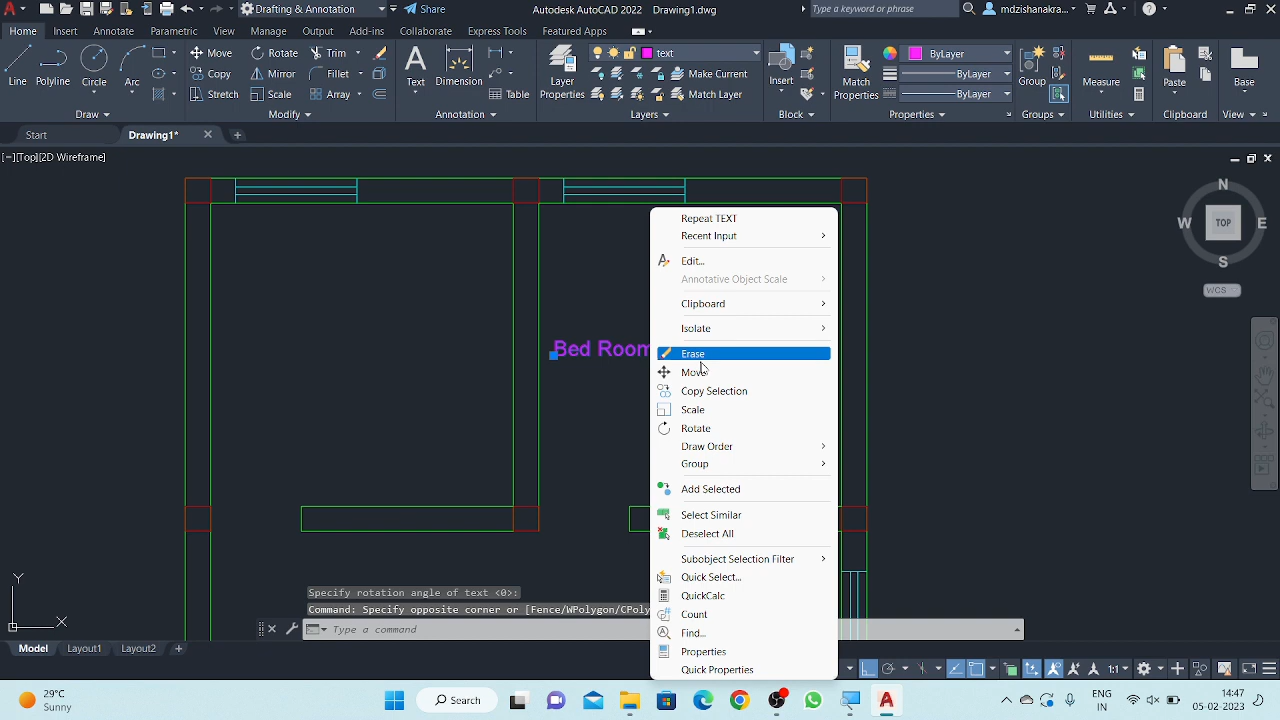 Drawing & Annotation
Share
Autodesk AutoCAD 2022 Drawing1.dwg
Type a keyword or phrase
mdzishanakra...
Home Insert Annotate Parametric View Manage Output Add-ins Collaborate Express Tools Featured Apps
Line
Polyline
Circle
Arc
Draw
Move Rotate Trim
Copy Mirror Fillet
Stretch Scale Array
Modify
Text
Dimension
Table
Annotation
Layer
Properties
text
Make Current
Match Layer
Layers
Insert
Block
Match
Properties
ByLayer
ByLayer
ByLayer
Properties
Group
Groups
Measure
Utilities
Paste
Clipboard
Base
View
Start
Drawing1*
[−][Top][2D Wireframe]
N
W TOP E
S
WCS
Bed Room
Repeat TEXT
Recent Input
Edit...
Annotative Object Scale
Clipboard
Isolate
Erase
Move
Copy Selection
Scale
Rotate
Draw Order
Group
Add Selected
Select Similar
Deselect All
Subobject Selection Filter
Quick Select...
QuickCalc
Count
Find...
Properties
Quick Properties
Y
X
Specify rotation angle of text <0>:
Command: Specify opposite corner or [Fence/WPolygon/CPoly
Type a command
Model Layout1 Layout2
1:1
29°C
Sunny
Search
ENG
IN
14:47
05-02-2023